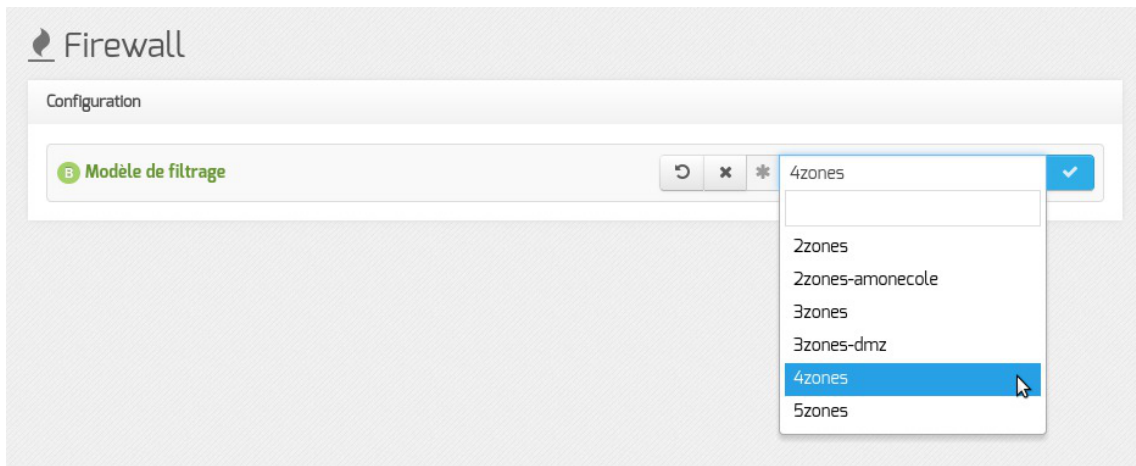 Firewall
Configuration
B Modèle de filtrage
4zones
2zones
2zones-amonecole
3zones
3zones-dmz
4zones
5zones